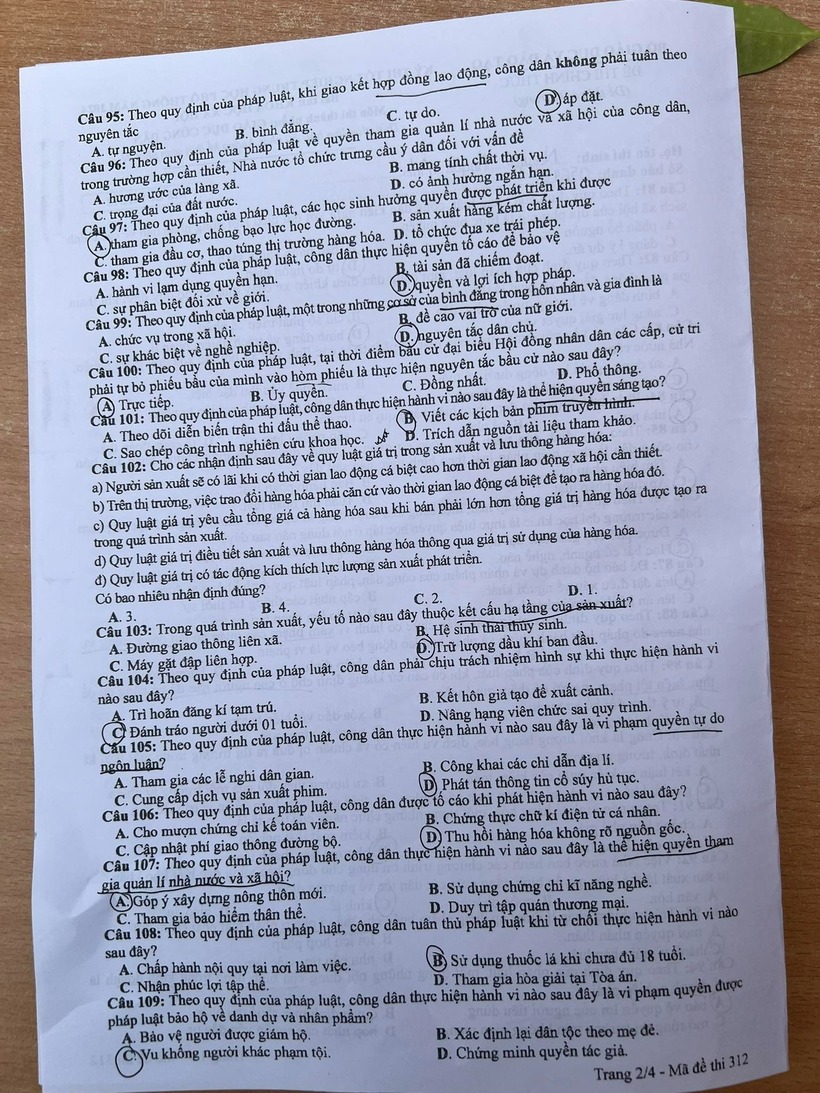 Câu 95: Theo quy định của pháp luật, khi giao kết hợp đồng lao động, công dân không phải tuân theo
nguyên tắc
A. tự nguyện. B. bình đẳng. C. tự do. D. áp đặt.
Câu 96: Theo quy định của pháp luật về quyền tham gia quản lí nhà nước và xã hội của công dân,
trong trường hợp cần thiết, Nhà nước tổ chức trưng cầu ý dân đối với vấn đề
A. hương ước của làng xã. B. mang tính chất thời vụ.
C. trọng đại của đất nước. D. có ảnh hưởng ngắn hạn.
Câu 97: Theo quy định của pháp luật, các học sinh hưởng quyền được phát triển khi được
A. tham gia phòng, chống bạo lực học đường. B. sản xuất hàng kém chất lượng.
C. tham gia đầu cơ, thao túng thị trường hàng hóa. D. tổ chức đua xe trái phép.
Câu 98: Theo quy định của pháp luật, công dân thực hiện quyền tố cáo để bảo vệ
A. hành vi lạm dụng quyền hạn. B. tài sản đã chiếm đoạt.
C. sự phân biệt đối xử về giới. D. quyền và lợi ích hợp pháp.
Câu 99: Theo quy định của pháp luật, một trong những cơ sở của bình đẳng trong hôn nhân và gia đình là
A. chức vụ trong xã hội. B. đề cao vai trò của nữ giới.
C. sự khác biệt về nghề nghiệp. D. nguyên tắc dân chủ.
Câu 100: Theo quy định của pháp luật, tại thời điểm bầu cử đại biểu Hội đồng nhân dân các cấp, cử tri
phải tự bỏ phiếu bầu của mình vào hòm phiếu là thực hiện nguyên tắc bầu cử nào sau đây?
A. Trực tiếp. B. Ủy quyền. C. Đồng nhất. D. Phổ thông.
Câu 101: Theo quy định của pháp luật, công dân thực hiện hành vi nào sau đây là thể hiện quyền sáng tạo?
A. Theo dõi diễn biến trận thi đấu thể thao. B. Viết các kịch bản phim truyền hình.
C. Sao chép công trình nghiên cứu khoa học. D. Trích dẫn nguồn tài liệu tham khảo.
Câu 102: Cho các nhận định sau đây về quy luật giá trị trong sản xuất và lưu thông hàng hóa:
a) Người sản xuất sẽ có lãi khi có thời gian lao động cá biệt cao hơn thời gian lao động xã hội cần thiết.
b) Trên thị trường, việc trao đổi hàng hóa phải căn cứ vào thời gian lao động cá biệt để tạo ra hàng hóa đó.
c) Quy luật giá trị yêu cầu tổng giá cả hàng hóa sau khi bán phải lớn hơn tổng giá trị hàng hóa được tạo ra
trong quá trình sản xuất.
d) Quy luật giá trị điều tiết sản xuất và lưu thông hàng hóa thông qua giá trị sử dụng của hàng hóa.
đ) Quy luật giá trị có tác động kích thích lực lượng sản xuất phát triển.
Có bao nhiêu nhận định đúng?
A. 3. B. 4. C. 2. D. 1.
Câu 103: Trong quá trình sản xuất, yếu tố nào sau đây thuộc kết cấu hạ tầng của sản xuất?
A. Đường giao thông liên xã. B. Hệ sinh thái thủy sinh.
C. Máy gặt đập liên hợp. D. Trữ lượng dầu khí ban đầu.
Câu 104: Theo quy định của pháp luật, công dân phải chịu trách nhiệm hình sự khi thực hiện hành vi
nào sau đây?
A. Trì hoãn đăng kí tạm trú. B. Kết hôn giả tạo để xuất cảnh.
C. Đánh tráo người dưới 01 tuổi. D. Nâng hạng viên chức sai quy trình.
Câu 105: Theo quy định của pháp luật, công dân thực hiện hành vi nào sau đây là vi phạm quyền tự do
ngôn luận?
A. Tham gia các lễ nghi dân gian. B. Công khai các chỉ dẫn địa lí.
C. Cung cấp dịch vụ sản xuất phim. D. Phát tán thông tin cổ súy hủ tục.
Câu 106: Theo quy định của pháp luật, công dân được tố cáo khi phát hiện hành vi nào sau đây?
A. Cho mượn chứng chỉ kế toán viên. B. Chứng thực chữ kí điện tử cá nhân.
C. Cập nhật phí giao thông đường bộ. D. Thu hồi hàng hóa không rõ nguồn gốc.
Câu 107: Theo quy định của pháp luật, công dân thực hiện hành vi nào sau đây là thể hiện quyền tham
gia quản lí nhà nước và xã hội?
A. Góp ý xây dựng nông thôn mới. B. Sử dụng chứng chỉ kĩ năng nghề.
C. Tham gia bảo hiểm thân thể. D. Duy trì tập quán thương mại.
Câu 108: Theo quy định của pháp luật, công dân tuân thủ pháp luật khi từ chối thực hiện hành vi nào
sau đây?
A. Chấp hành nội quy tại nơi làm việc. B. Sử dụng thuốc lá khi chưa đủ 18 tuổi.
C. Nhận phúc lợi tập thể. D. Tham gia hòa giải tại Tòa án.
Câu 109: Theo quy định của pháp luật, công dân thực hiện hành vi nào sau đây là vi phạm quyền được
pháp luật bảo hộ về danh dự và nhân phẩm?
A. Bảo vệ người được giám hộ. B. Xác định lại dân tộc theo mẹ đẻ.
C. Vu khống người khác phạm tội. D. Chứng minh quyền tác giả.
Trang 2/4 - Mã đề thi 312